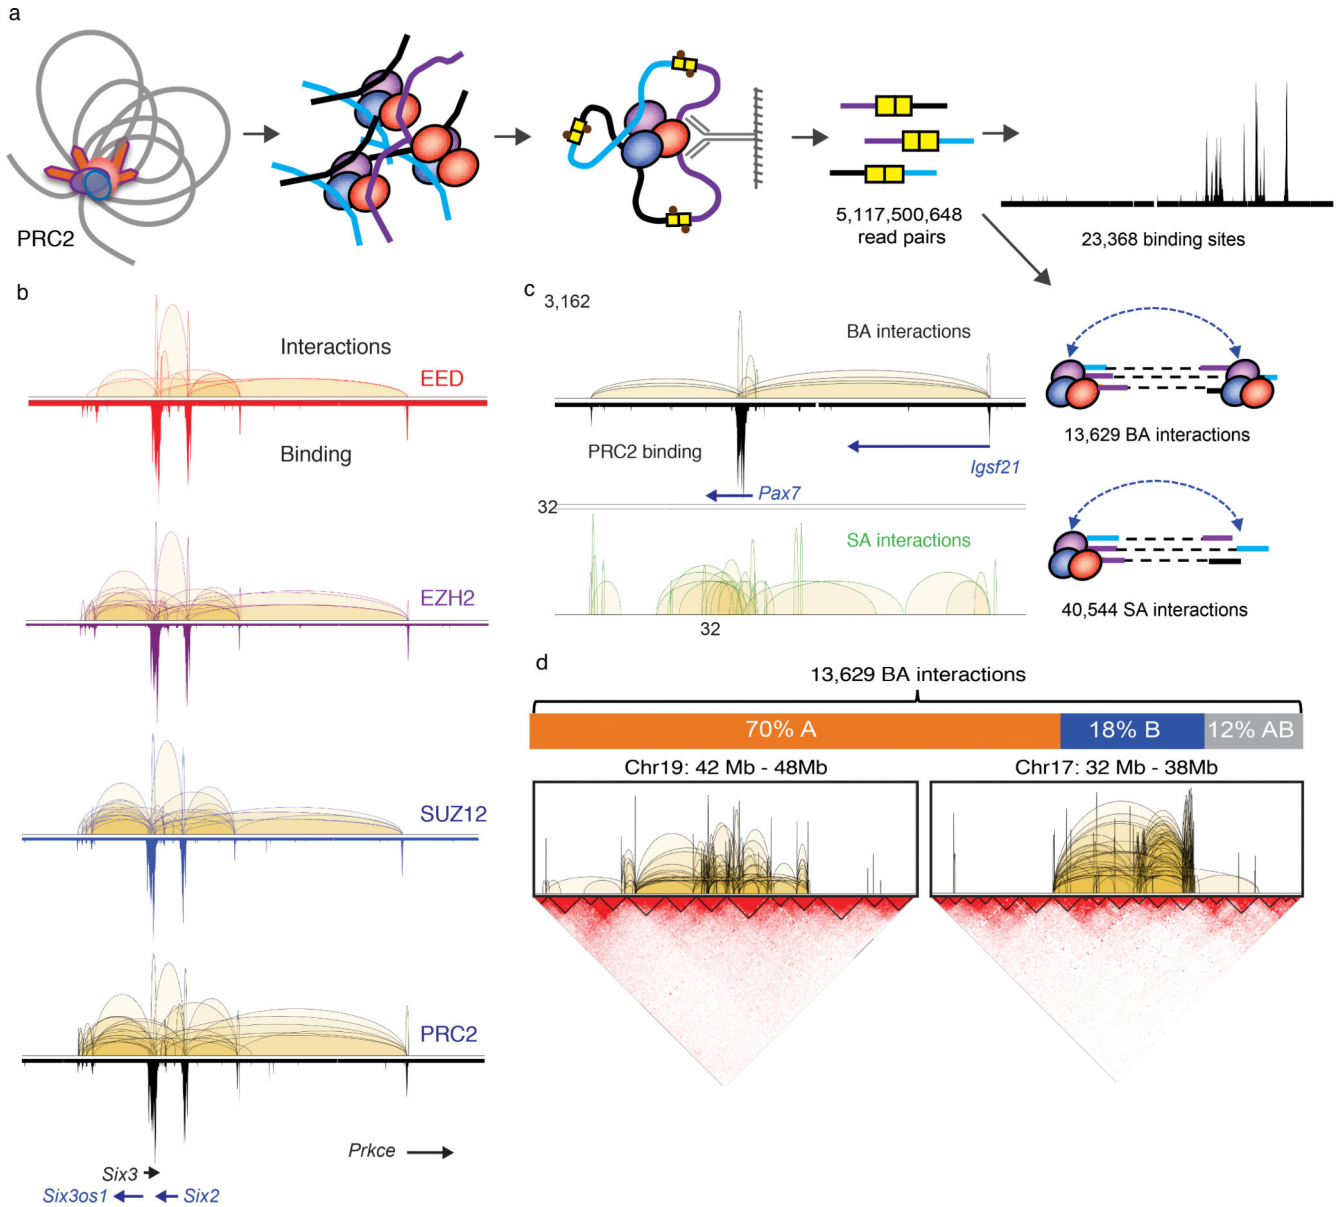 a
PRC2
5,117,500,648
read pairs
23,368 binding sites
b
Interactions
EED
Binding
EZH2
SUZ12
PRC2
Prkce
Six3
Six3os1
Six2
c
3,162
BA interactions
PRC2 binding
Igsf21
Pax7
32
SA interactions
32
13,629 BA interactions
40,544 SA interactions
d
13,629 BA interactions
70% A
18% B
12% AB
Chr19: 42 Mb - 48Mb
Chr17: 32 Mb - 38Mb